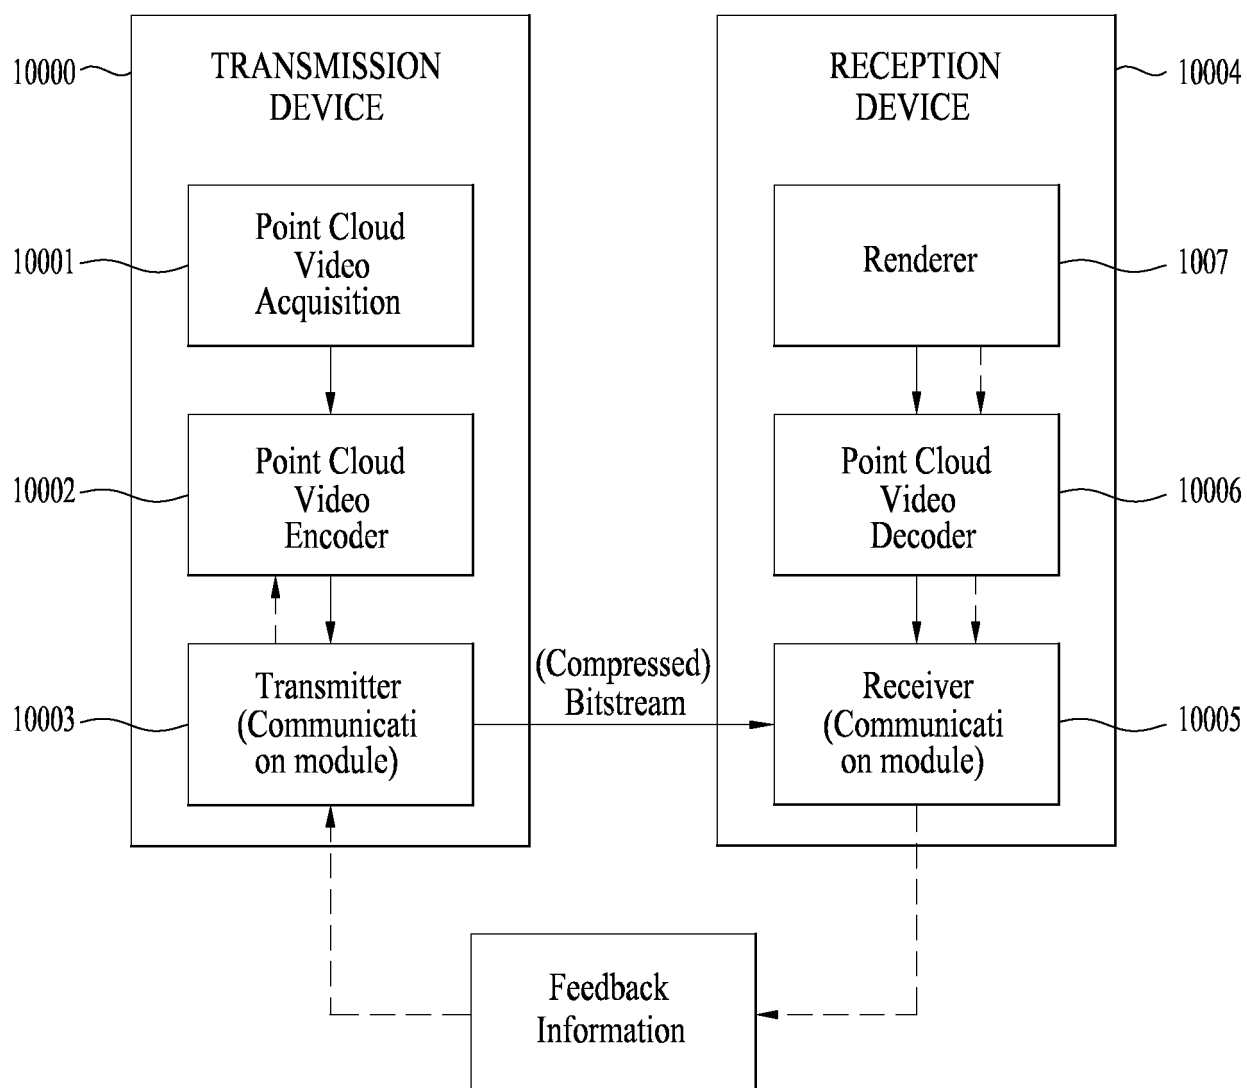 TRANSMISSION
DEVICE
10000
Point Cloud
Video
Acquisition
10001
Point Cloud
Video
Encoder
10002
Transmitter
(Communicati
on module)
10003
(Compressed)
Bitstream
RECEPTION
DEVICE
10004
Renderer
1007
Point Cloud
Video
Decoder
10006
Receiver
(Communicati
on module)
10005
Feedback
Information